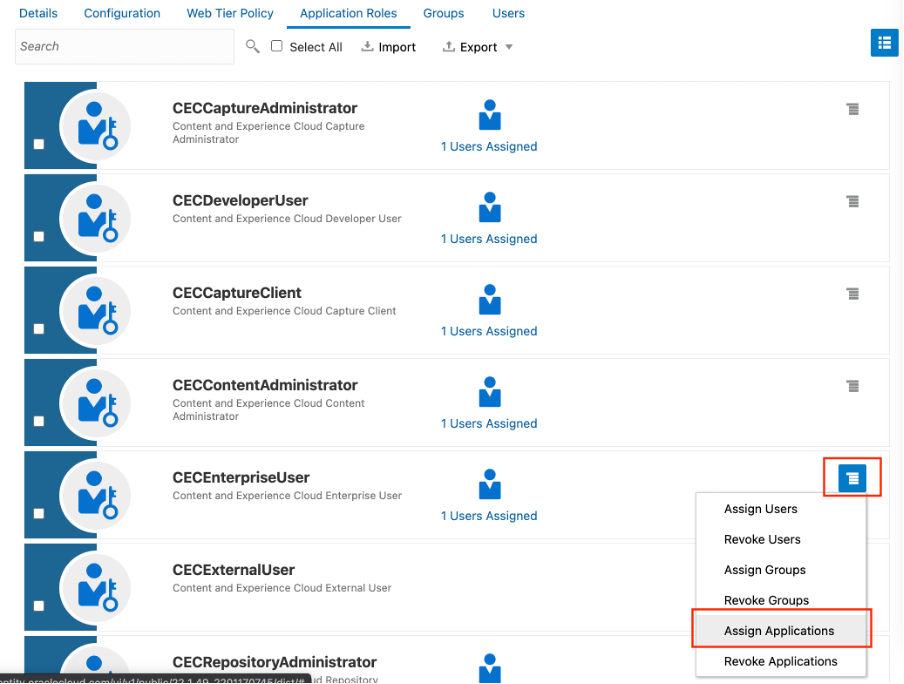 Details Configuration Web Tier Policy Application Roles Groups Users
Search Select All Import Export
CECCaptureAdministrator
Content and Experience Cloud Capture
Administrator
1 Users Assigned
CECDeveloperUser
Content and Experience Cloud Developer User
1 Users Assigned
CECCaptureClient
Content and Experience Cloud Capture Client
1 Users Assigned
CECContentAdministrator
Content and Experience Cloud Content
Administrator
1 Users Assigned
CECEnterpriseUser
Content and Experience Cloud Enterprise User
1 Users Assigned
Assign Users
Revoke Users
Assign Groups
Revoke Groups
Assign Applications
Revoke Applications
CECExternalUser
Content and Experience Cloud External User
CECRepositoryAdministrator
Repository